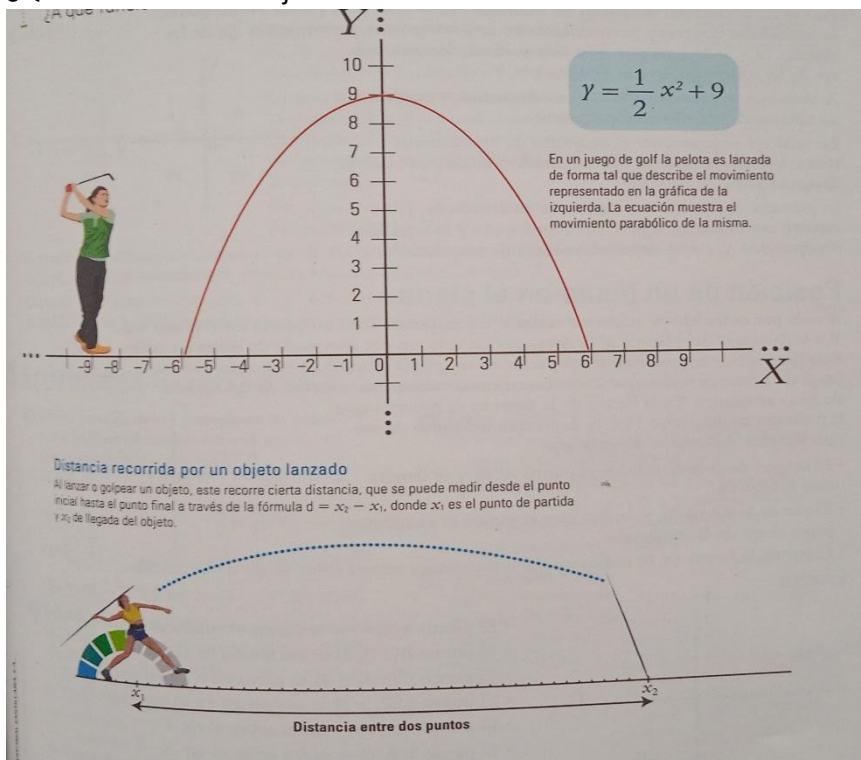 ¿A que
Y
10
9
8
7
6
5
4
3
2
1
y = 1/2 x² + 9
En un juego de golf la pelota es lanzada
de forma tal que describe el movimiento
representado en la gráfica de la
izquierda. La ecuación muestra el
movimiento parabólico de la misma.
... -9 -8 -7 -6 -5 -4 -3 -2 -1 0 1 2 3 4 5 6 7 8 9 ...
X
Distancia recorrida por un objeto lanzado
Al lanzar o golpear un objeto, este recorre cierta distancia, que se puede medir desde el punto
inicial hasta el punto final a través de la fórmula d = x₂ − x₁, donde x₁ es el punto de partida
y x₂ de llegada del objeto.
x₁ x₂
Distancia entre dos puntos